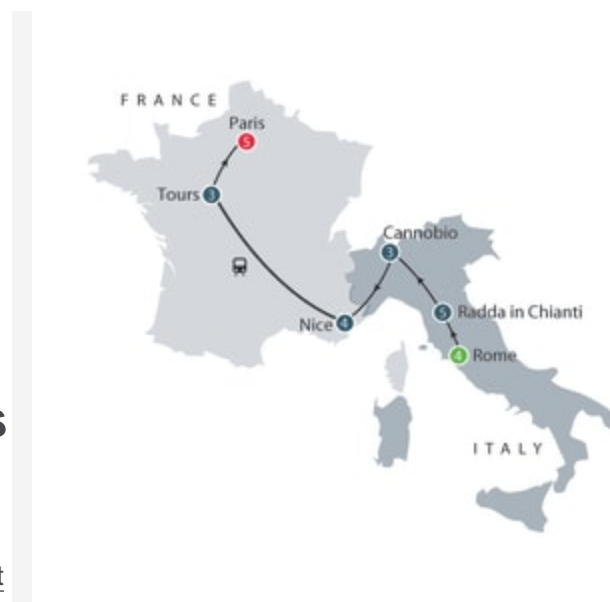 FRANCE
Paris
5
Tours 3
Cannobio
3
5 Radda in Chianti
Nice 4
4 Rome
s
ITALY
t